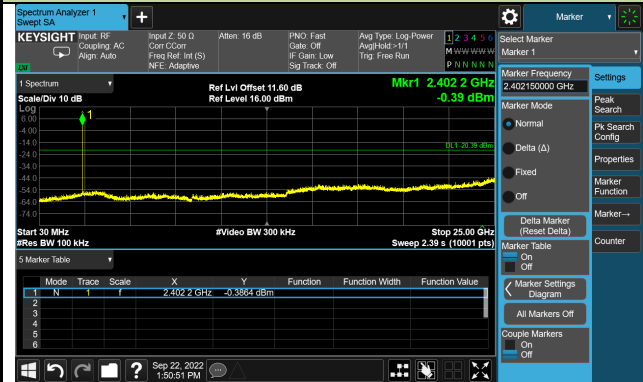 Spectrum Analyzer 1
Swept SA
+
Marker
KEYSIGHT
Input: RF
Coupling: AC
Align: Auto
Input Z: 50 Ω
Corr CCorr
Freq Ref: Int (S)
NFE: Adaptive
Atten: 16 dB
PNO: Fast
Gate: Off
IF Gain: Low
Sig Track: Off
Avg Type: Log-Power
Avg|Hold:>1/1
Trig: Free Run
1 2 3 4 5 6
M W W W W W
P N N N N N
LXI
Select Marker
Marker 1
1 Spectrum
Scale/Div 10 dB
Ref Lvl Offset 11.60 dB
Ref Level 16.00 dBm
Mkr1 2.402 2 GHz
-0.39 dBm
Log
6.00
-4.00
-14.0
-24.0
-34.0
-44.0
-54.0
-64.0
-74.0
1
DL1 -20.39 dBm
Start 30 MHz
#Res BW 100 kHz
#Video BW 300 kHz
Stop 25.00 GHz
Sweep 2.39 s (10001 pts)
5 Marker Table
Mode Trace Scale X Y Function Function Width Function Value
1 N 1 f 2.402 2 GHz -0.3864 dBm
2
3
4
5
6
Marker Frequency
2.402150000 GHz
Marker Mode
Normal
Delta (Δ)
Fixed
Off
Delta Marker
(Reset Delta)
Marker Table
On
Off
Marker Settings
Diagram
All Markers Off
Couple Markers
On
Off
Settings
Peak
Search
Pk Search
Config
Properties
Marker
Function
Marker→
Counter
?
Sep 22, 2022
1:50:51 PM